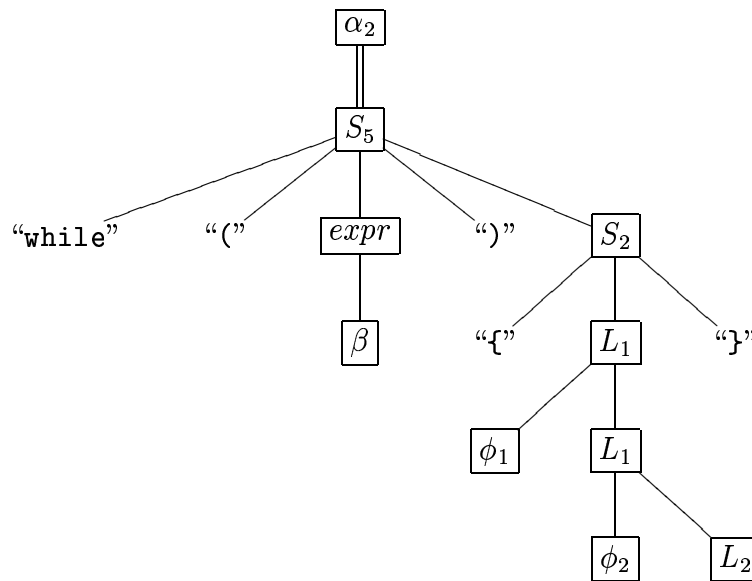 α₂
S₅
“while” “(” expr “)” S₂
β “{” L₁ “}”
ϕ₁ L₁
ϕ₂ L₂